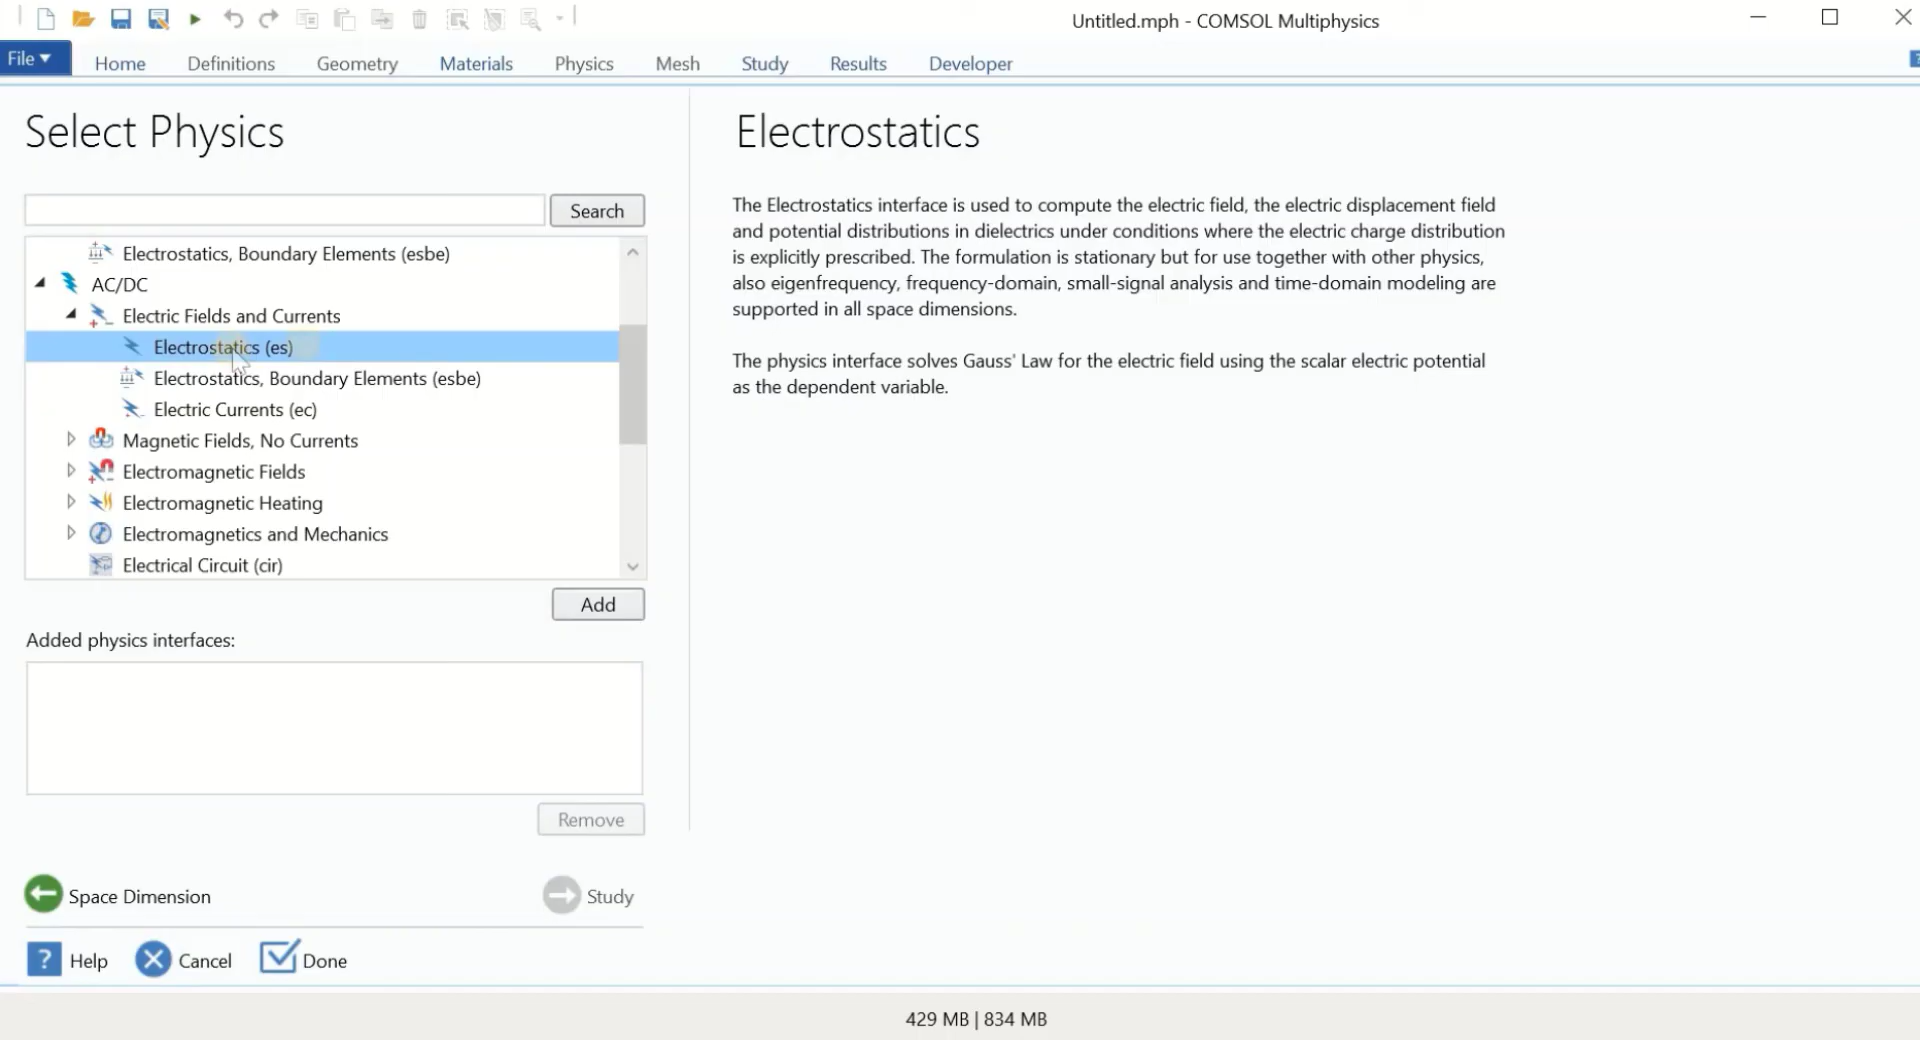 Untitled.mph - COMSOL Multiphysics
File Home Definitions Geometry Materials Physics Mesh Study Results Developer
Select Physics
Search
Electrostatics, Boundary Elements (esbe)
AC/DC
Electric Fields and Currents
Electrostatics (es)
Electrostatics, Boundary Elements (esbe)
Electric Currents (ec)
Magnetic Fields, No Currents
Electromagnetic Fields
Electromagnetic Heating
Electromagnetics and Mechanics
Electrical Circuit (cir)
Add
Added physics interfaces:
Remove
Space Dimension
Study
? Help Cancel Done
Electrostatics
The Electrostatics interface is used to compute the electric field, the electric displacement field
and potential distributions in dielectrics under conditions where the electric charge distribution
is explicitly prescribed. The formulation is stationary but for use together with other physics,
also eigenfrequency, frequency-domain, small-signal analysis and time-domain modeling are
supported in all space dimensions.
The physics interface solves Gauss' Law for the electric field using the scalar electric potential
as the dependent variable.
429 MB | 834 MB